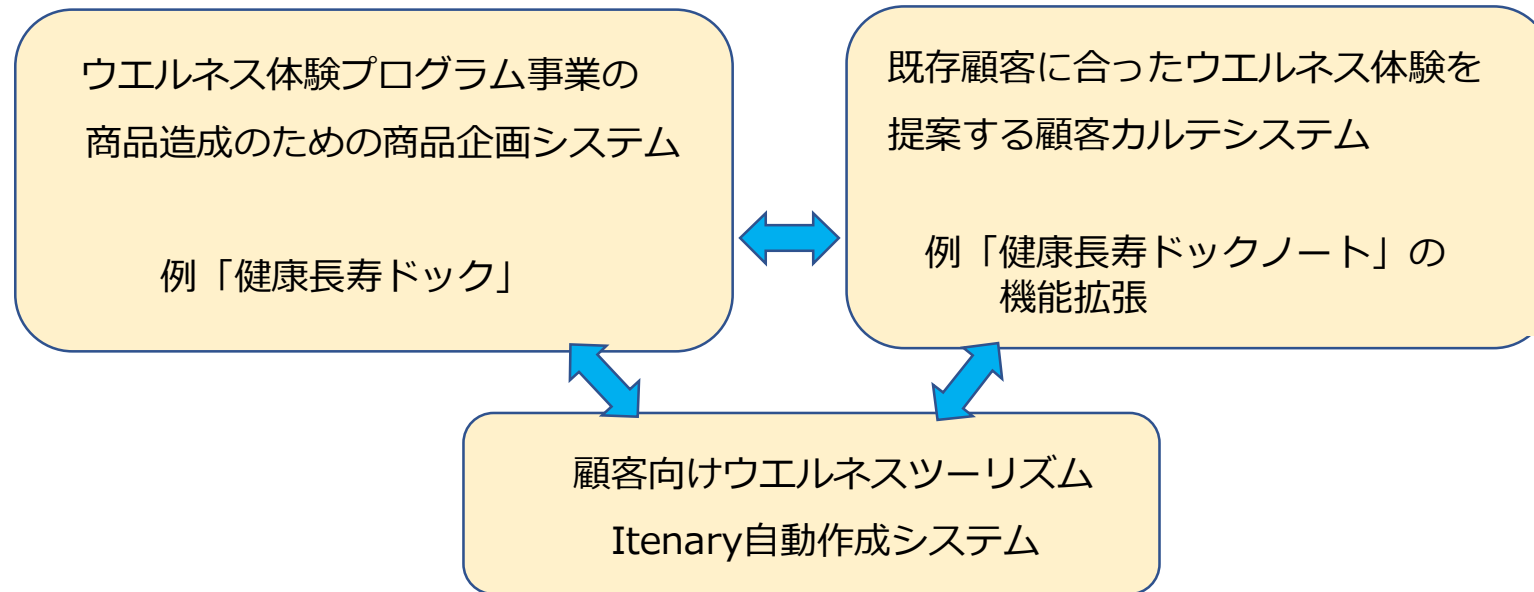 ウエルネス体験プログラム事業の
商品造成のための商品企画システム
例「健康長寿ドック」
既存顧客に合ったウエルネス体験を
提案する顧客カルテシステム
例「健康長寿ドックノート」の
機能拡張
顧客向けウエルネスツーリズム
Itenary自動作成システム